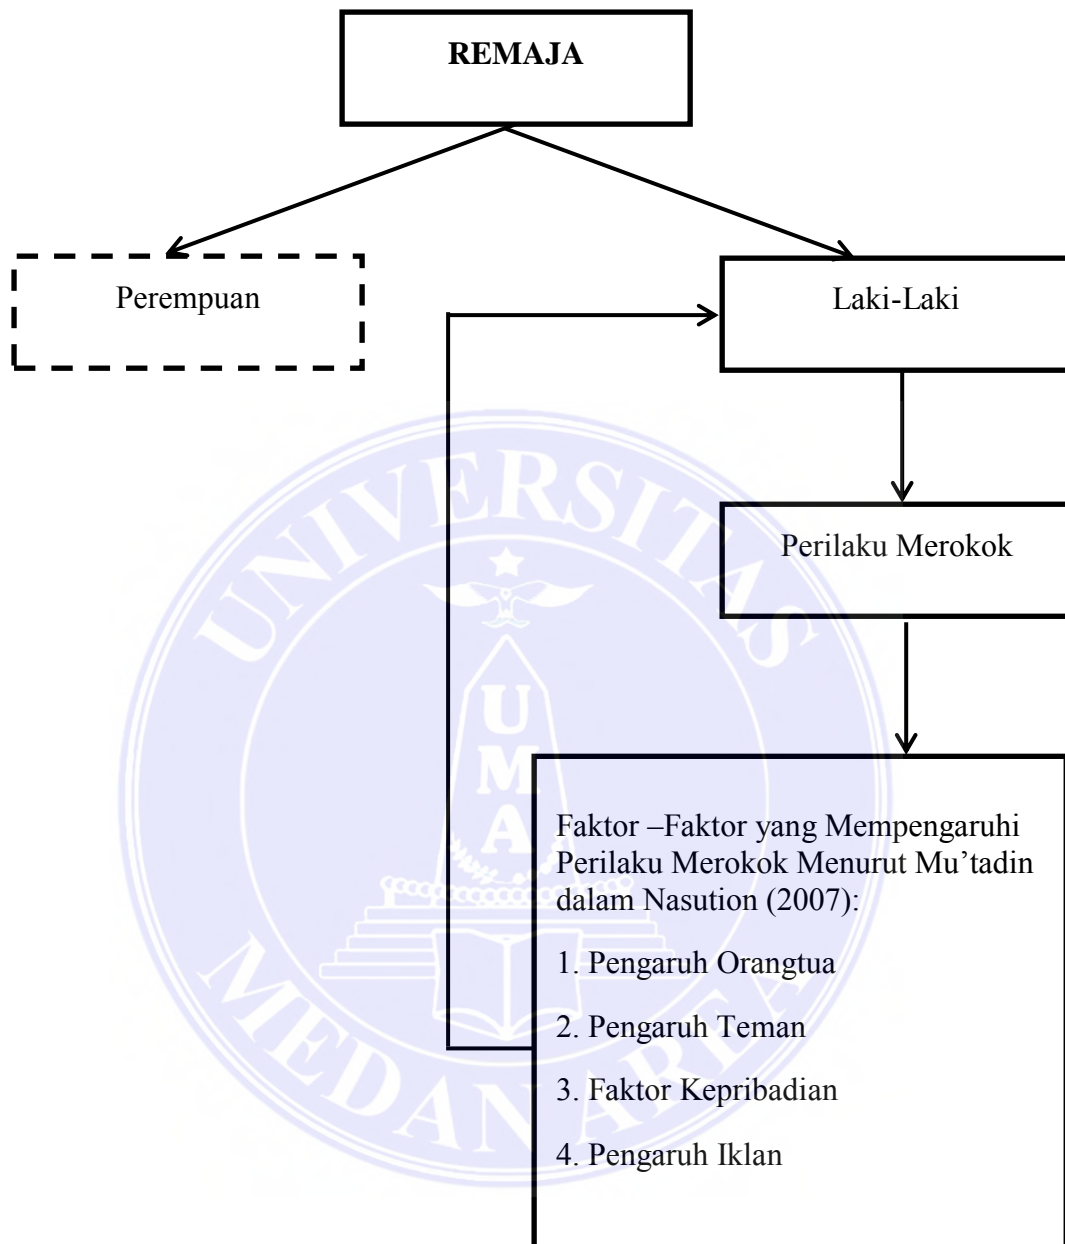 REMAJA
Perempuan
Laki-Laki
Perilaku Merokok
Faktor –Faktor yang Mempengaruhi
Perilaku Merokok Menurut Mu’tadin
dalam Nasution (2007):
1. Pengaruh Orangtua
2. Pengaruh Teman
3. Faktor Kepribadian
4. Pengaruh Iklan
UNIVERSITAS
UMA
MEDAN AREA